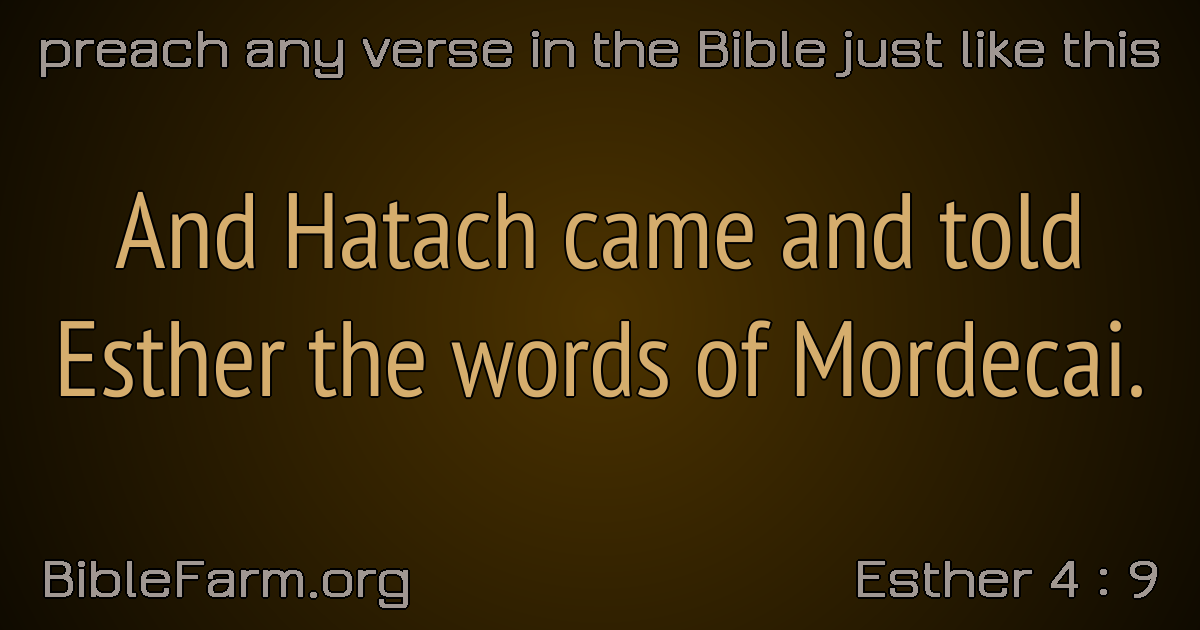 preach any verse in the Bible just like this
And Hatach came and told
Esther the words of Mordecai.
BibleFarm.org
Esther 4 : 9